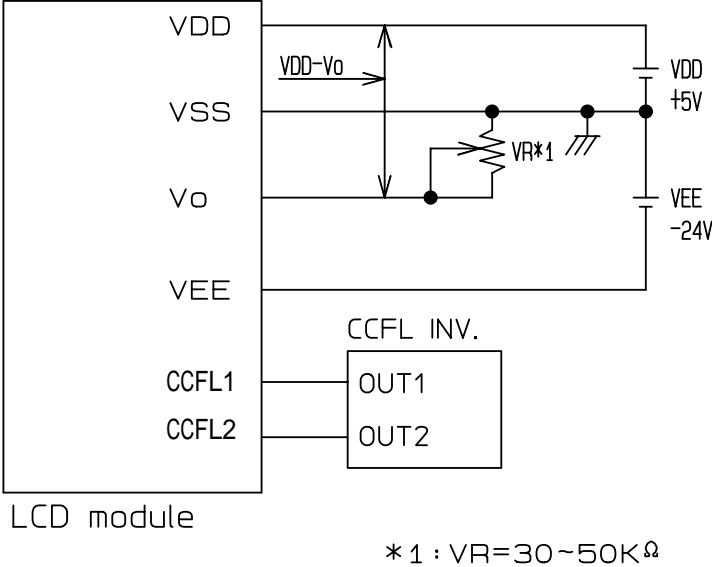 VDD
VDD-Vo
VDD
+5V
VSS
VR*1
Vo
VEE
-24V
VEE
CCFL INV.
CCFL1
OUT1
CCFL2
OUT2
LCD module
*1:VR=30~50KΩ